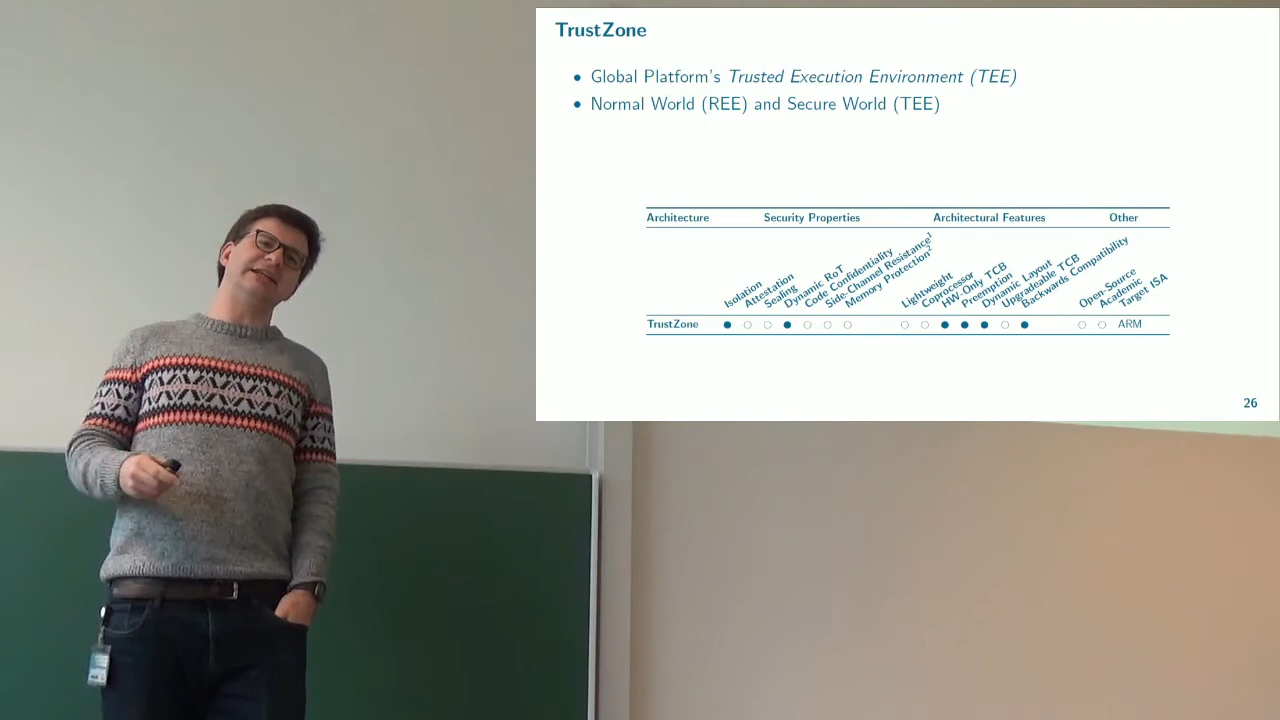 TrustZone
• Global Platform's Trusted Execution Environment (TEE)
• Normal World (REE) and Secure World (TEE)
Architecture Security Properties Architectural Features Other
Isolation
Attestation
Sealing
Dynamic RoT
Code Confidentiality
Side-Channel Resistance1
Memory Protection2
Lightweight
Coprocessor
HW-Only TCB
Preemption
Dynamic Layout
Upgradeable TCB
Backwards Compatibility
Open-Source
Academic
Target ISA
TrustZone ● ○ ○ ● ○ ○ ○ ○ ○ ● ● ● ○ ● ○ ○ ARM
26